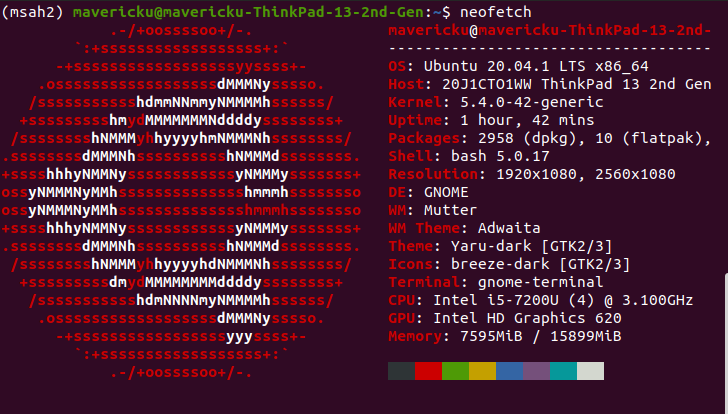 (msah2) mavericku@mavericku-ThinkPad-13-2nd-Gen:~$ neofetch
            .-/+oossssoo+/-.               mavericku@mavericku-ThinkPad-13-2nd-
        `:+ssssssssssssssssss+:`           ------------------------------------
      -+ssssssssssssssssssyyssss+-         OS: Ubuntu 20.04.1 LTS x86_64
    .ossssssssssssssssssdMMMNysssso.       Host: 20J1CTO1WW ThinkPad 13 2nd Gen
   /ssssssssssshdmmNNmmyNMMMMhssssss/      Kernel: 5.4.0-42-generic
  +ssssssssshmydMMMMMMMNddddyssssssss+     Uptime: 1 hour, 42 mins
 /sssssssshNMMMyhhyyyyhmNMMMNhssssssss/    Packages: 2958 (dpkg), 10 (flatpak),
.ssssssssdMMMNhsssssssssshNMMMdssssssss.   Shell: bash 5.0.17
+sssshhhyNMMNyssssssssssssyNMMMysssssss+   Resolution: 1920x1080, 2560x1080
ossyNMMMNyMMhsssssssssssssshmmmhssssssso   DE: GNOME
ossyNMMMNyMMhsssssssssssssshmmmhssssssso   WM: Mutter
+sssshhhyNMMNyssssssssssssyNMMMysssssss+   WM Theme: Adwaita
.ssssssssdMMMNhsssssssssshNMMMdssssssss.   Theme: Yaru-dark [GTK2/3]
 /sssssssshNMMMyhhyyyyhdNMMMNhssssssss/    Icons: breeze-dark [GTK2/3]
  +sssssssssdmydMMMMMMMMddddyssssssss+     Terminal: gnome-terminal
   /ssssssssssshdmNNNNmyNMMMMhssssss/      CPU: Intel i5-7200U (4) @ 3.100GHz
    .ossssssssssssssssssdMMMNysssso.       GPU: Intel HD Graphics 620
      -+sssssssssssssssssyyyssss+-         Memory: 7595MiB / 15899MiB
        `:+ssssssssssssssssss+:`
            .-/+oossssoo+/-.